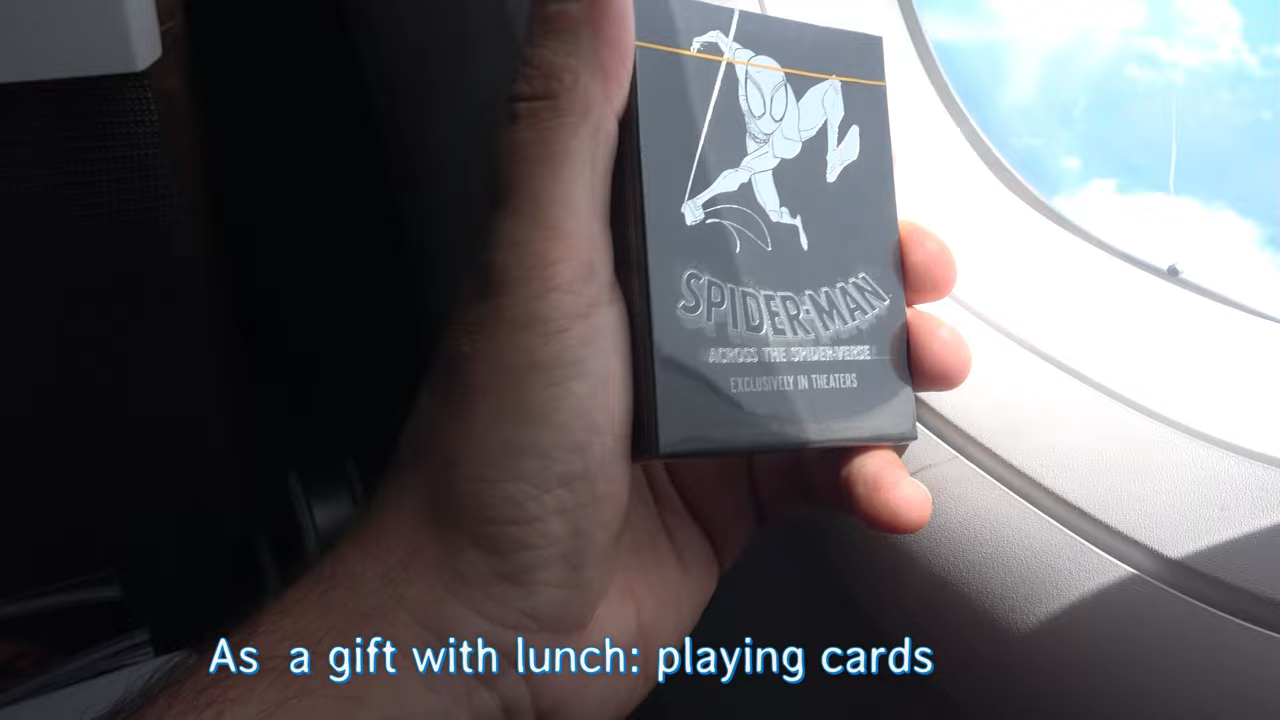 SPIDER-MAN
ACROSS THE SPIDER-VERSE
EXCLUSIVELY IN THEATERS
As a gift with lunch: playing cards